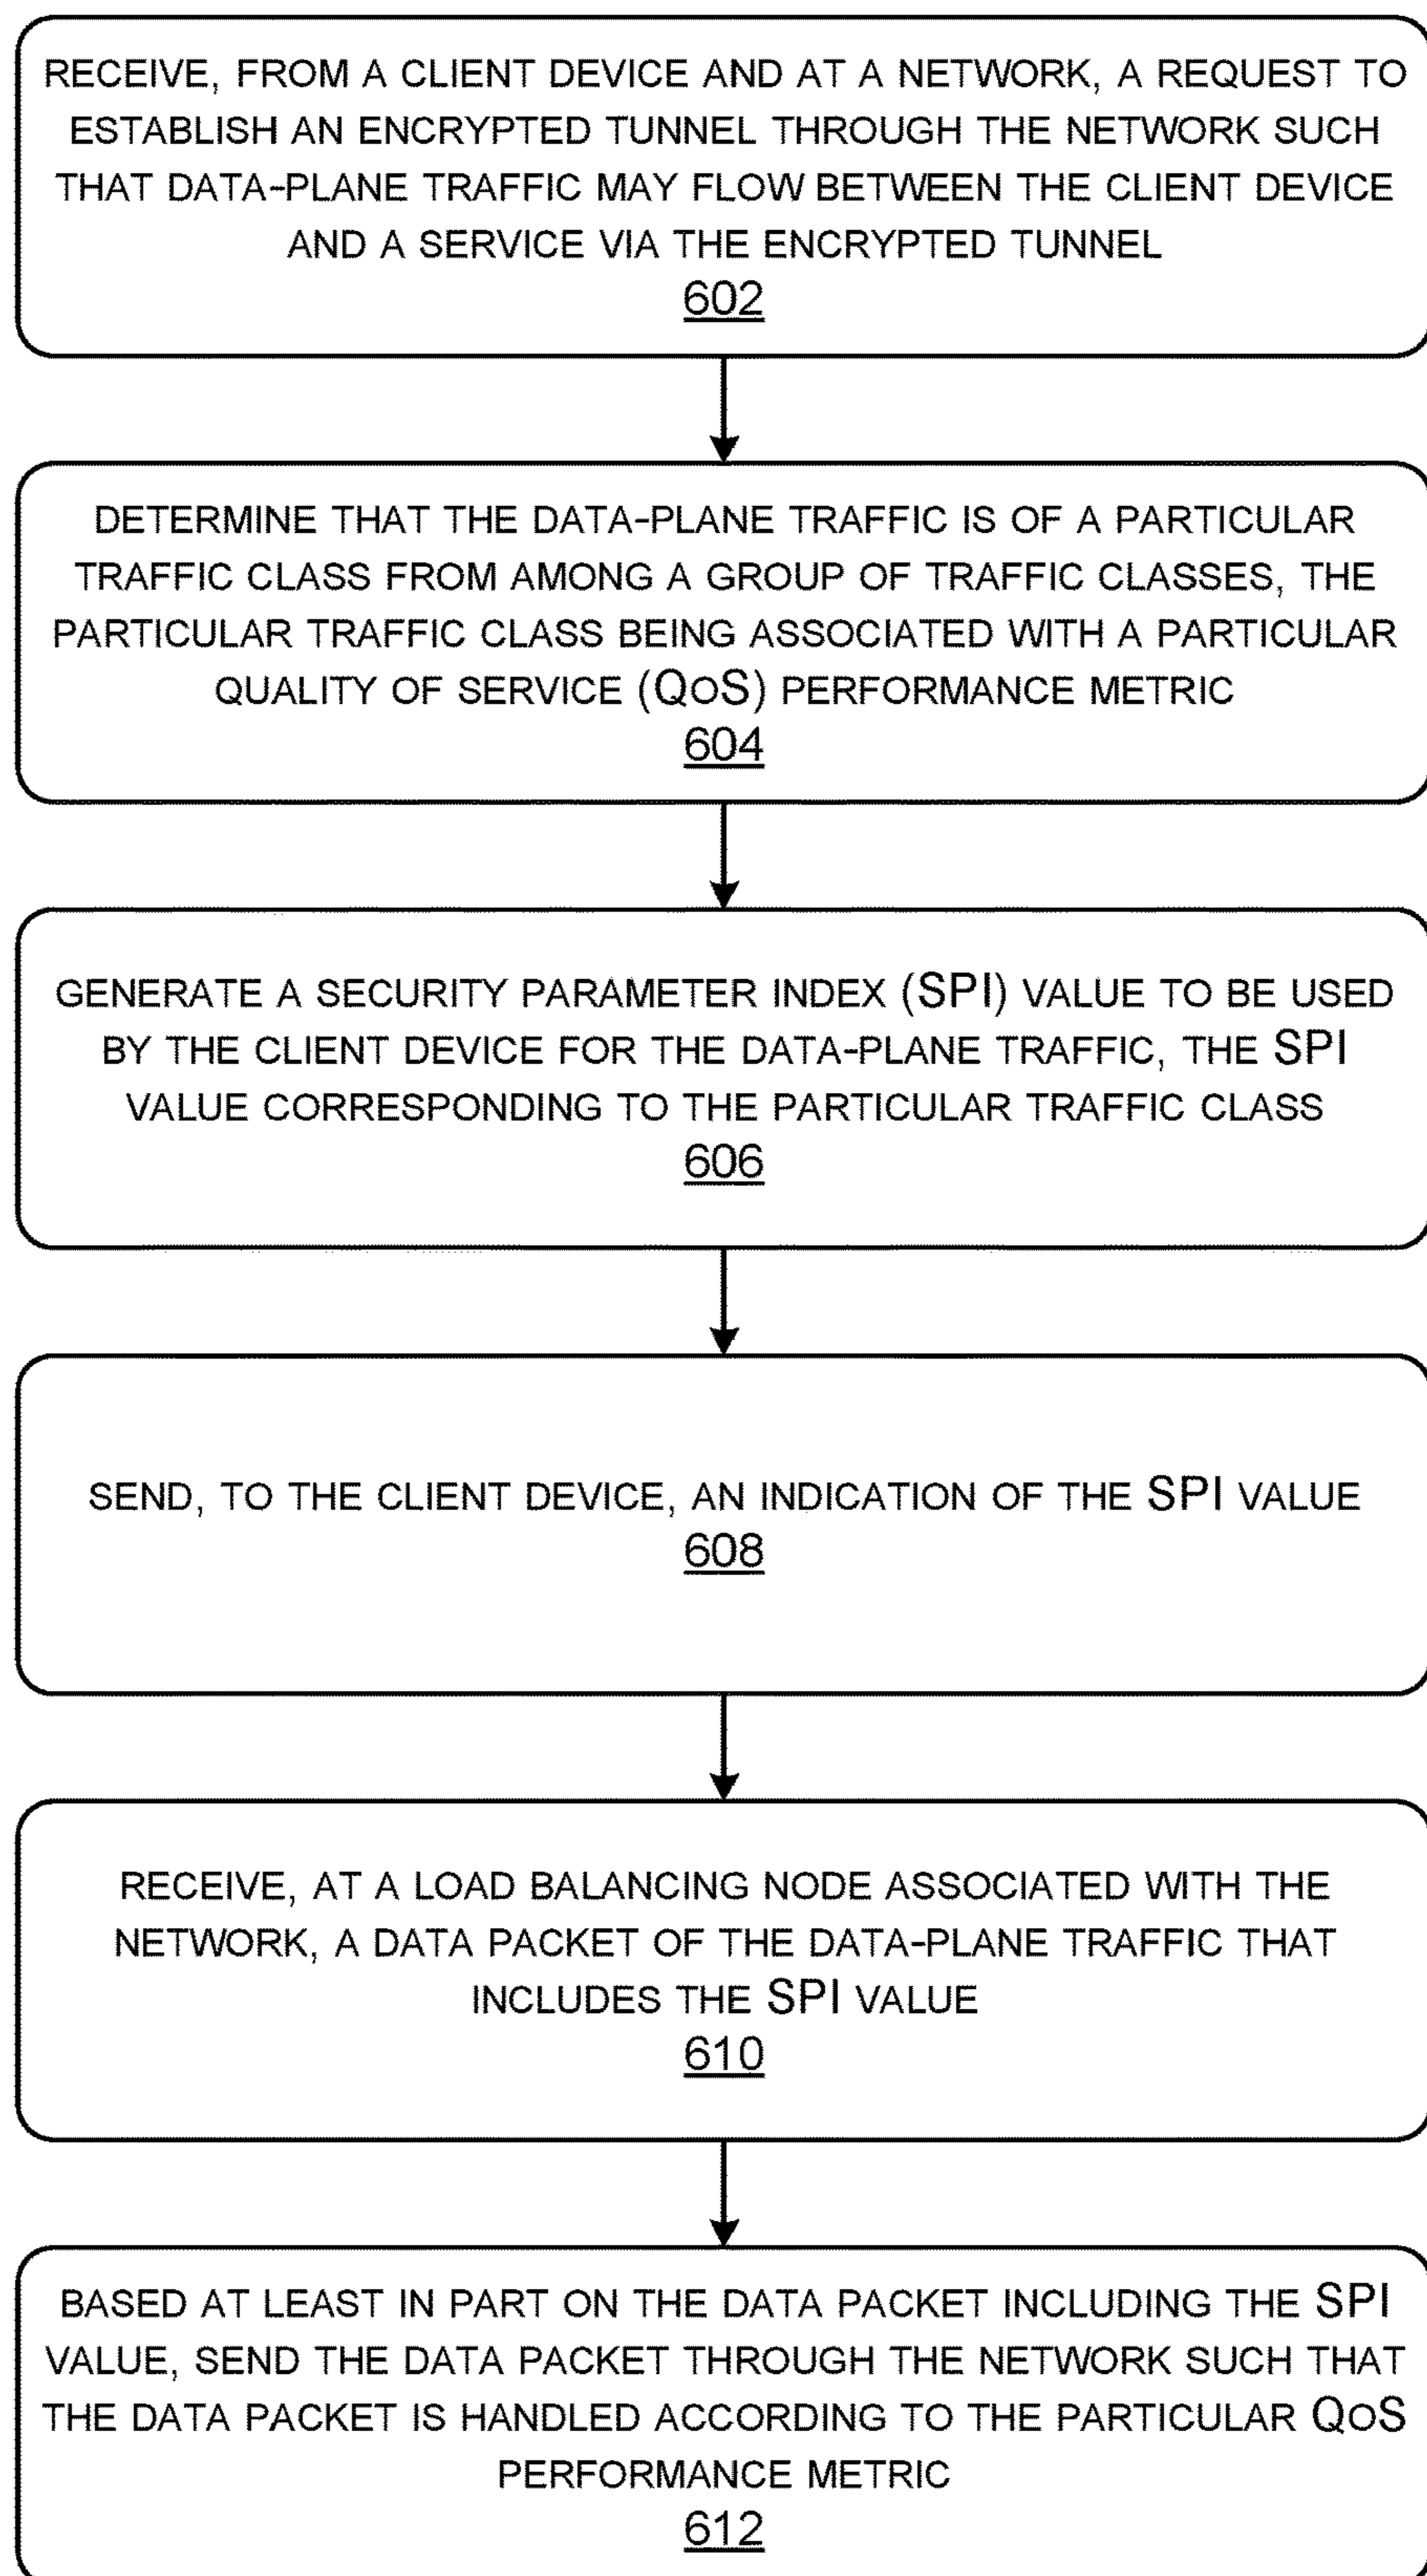 RECEIVE, FROM A CLIENT DEVICE AND AT A NETWORK, A REQUEST TO
ESTABLISH AN ENCRYPTED TUNNEL THROUGH THE NETWORK SUCH
THAT DATA-PLANE TRAFFIC MAY FLOW BETWEEN THE CLIENT DEVICE
AND A SERVICE VIA THE ENCRYPTED TUNNEL
602
DETERMINE THAT THE DATA-PLANE TRAFFIC IS OF A PARTICULAR
TRAFFIC CLASS FROM AMONG A GROUP OF TRAFFIC CLASSES, THE
PARTICULAR TRAFFIC CLASS BEING ASSOCIATED WITH A PARTICULAR
QUALITY OF SERVICE (QOS) PERFORMANCE METRIC
604
GENERATE A SECURITY PARAMETER INDEX (SPI) VALUE TO BE USED
BY THE CLIENT DEVICE FOR THE DATA-PLANE TRAFFIC, THE SPI
VALUE CORRESPONDING TO THE PARTICULAR TRAFFIC CLASS
606
SEND, TO THE CLIENT DEVICE, AN INDICATION OF THE SPI VALUE
608
RECEIVE, AT A LOAD BALANCING NODE ASSOCIATED WITH THE
NETWORK, A DATA PACKET OF THE DATA-PLANE TRAFFIC THAT
INCLUDES THE SPI VALUE
610
BASED AT LEAST IN PART ON THE DATA PACKET INCLUDING THE SPI
VALUE, SEND THE DATA PACKET THROUGH THE NETWORK SUCH THAT
THE DATA PACKET IS HANDLED ACCORDING TO THE PARTICULAR QOS
PERFORMANCE METRIC
612